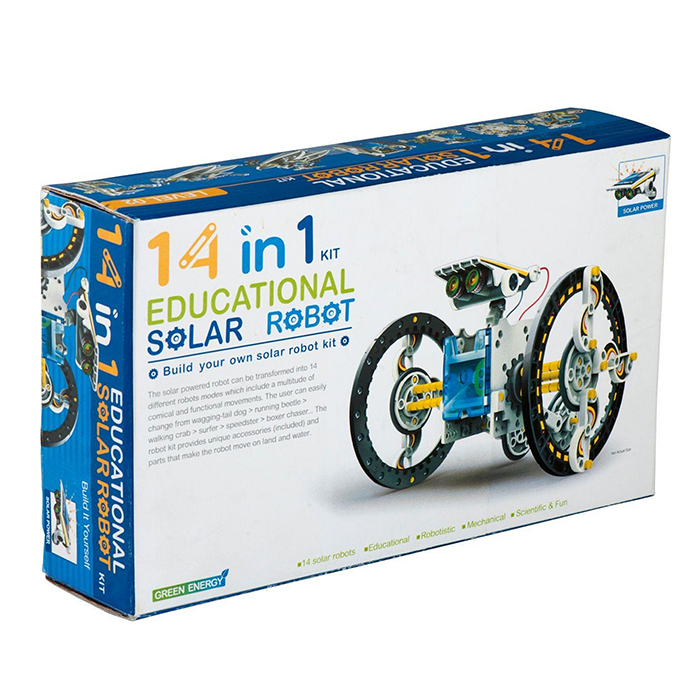 14 in 1 EDUCATIONAL
SOLAR ROBOT KIT
LEVEL 02
SOLAR POWER
14 in 1 KIT
EDUCATIONAL
SOLAR ROBOT
Build your own solar robot kit
The solar powered robot can be transformed into 14
different robots modes which include a multitude of
comical and functional movements. The user can easily
change from wagging-tail dog > running beetle >
walking crab > surfer > speedster > boxer chaser.. The
robot kit provides unique accessories (included) and
parts that make the robot move on land and water.
Not Actual Size
14 solar robots Educational Robotistic Mechanical Scientific & Fun
GREEN ENERGY
14 in 1 EDUCATIONAL
SOLAR ROBOT KIT
Build It Yourself
SOLAR POWER